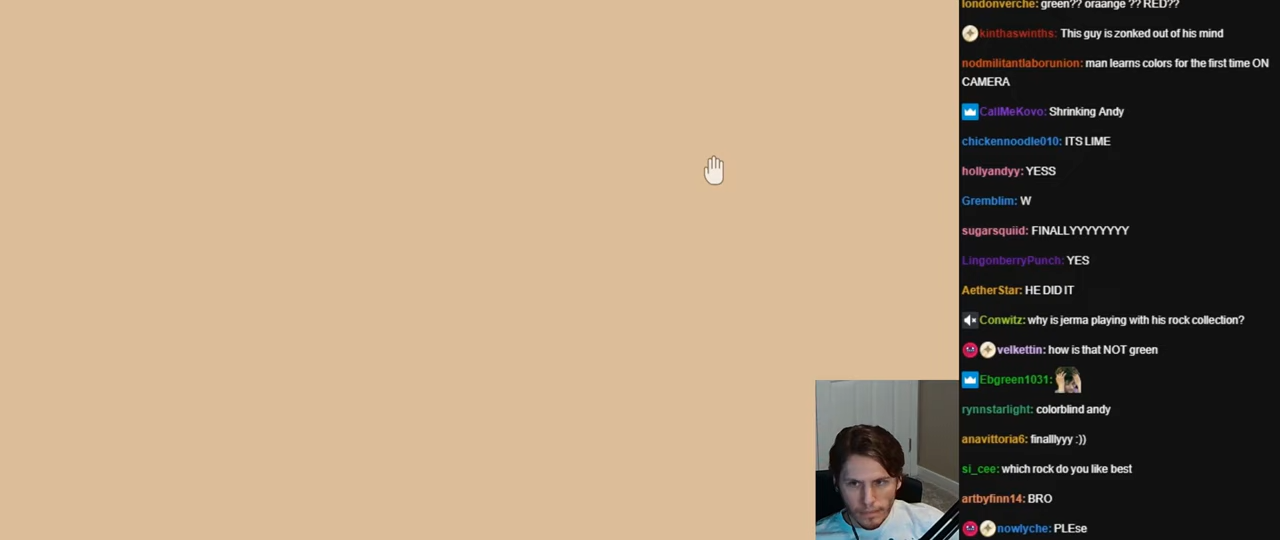 londonverche: green?? oraange ?? RED??
kinthaswinths: This guy is zonked out of his mind
nodmilitantlaborunion: man learns colors for the first time ON
CAMERA
CallMeKovo: Shrinking Andy
chickennoodle010: ITS LIME
hollyandyy: YESS
Gremblim: W
sugarsquiid: FINALLYYYYYYYY
LingonberryPunch: YES
AetherStar: HE DID IT
Conwitz: why is jerma playing with his rock collection?
velkettin: how is that NOT green
Ebgreen1031:
rynnstarlight: colorblind andy
anavittoria6: finalllyyy :))
si_cee: which rock do you like best
artbyfinn14: BRO
nowlyche: PLEse